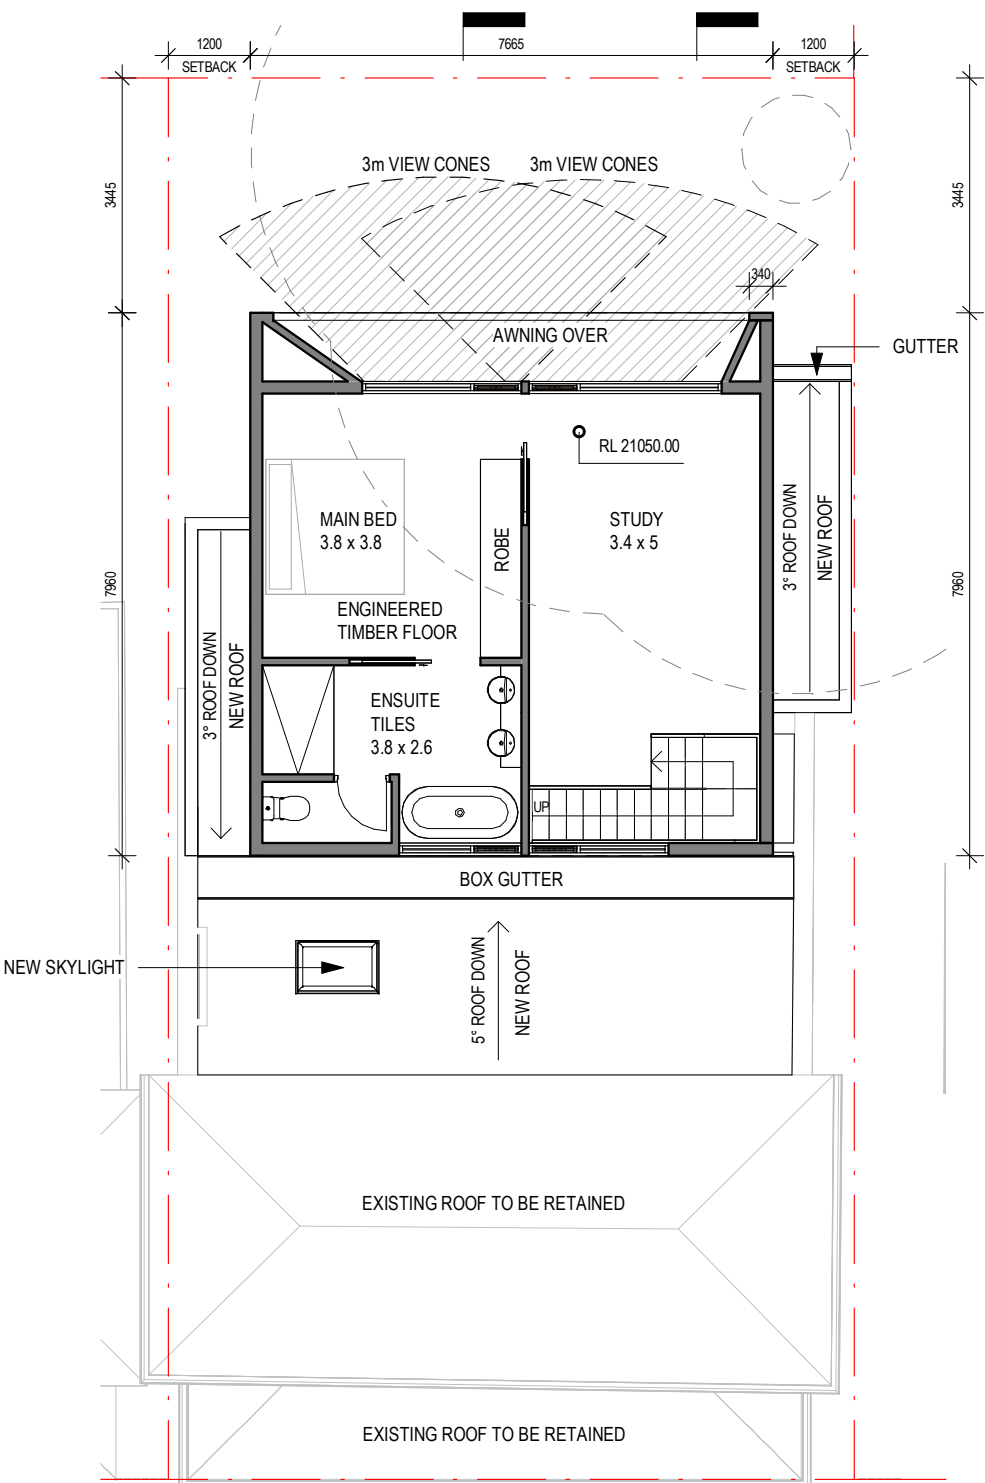 1200
7665
1200
SETBACK
SETBACK
3445
3445
3m VIEW CONES
3m VIEW CONES
340
AWNING OVER
GUTTER
RL 21050.00
MAIN BED
3.8 x 3.8
ROBE
STUDY
3.4 x 5
3° ROOF DOWN
NEW ROOF
7960
7960
ENGINEERED
TIMBER FLOOR
3° ROOF DOWN
NEW ROOF
ENSUITE
TILES
3.8 x 2.6
UP
BOX GUTTER
NEW SKYLIGHT
5° ROOF DOWN
NEW ROOF
EXISTING ROOF TO BE RETAINED
EXISTING ROOF TO BE RETAINED